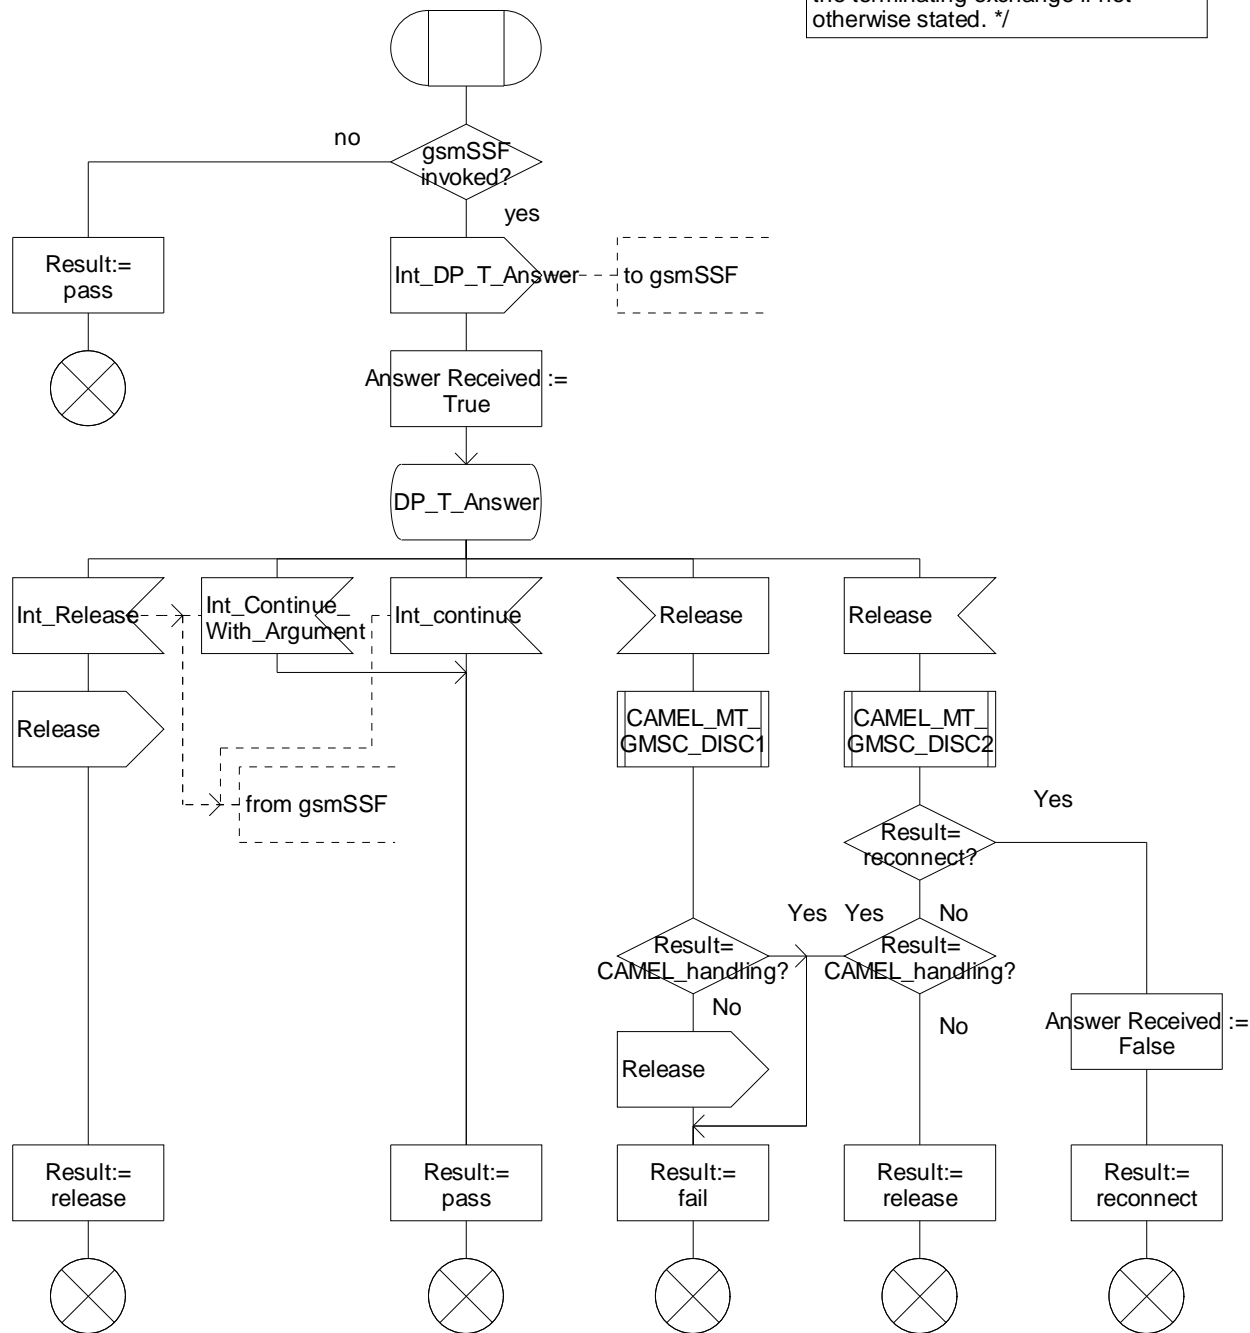 the terminating exchange if not
otherwise stated. */
no
gsmSSF
invoked?
yes
Result:=
pass
Int_DP_T_Answer
to gsmSSF
Answer Received :=
True
DP_T_Answer
Int_Release
Int_Continue_
With_Argument
Int_continue
Release
Release
Release
CAMEL_MT_
GMSC_DISC1
CAMEL_MT_
GMSC_DISC2
from gsmSSF
Yes
Result=
reconnect?
Yes
Yes
No
Result=
CAMEL_handling?
Result=
CAMEL_handling?
No
No
Answer Received :=
False
Release
Result:=
release
Result:=
pass
Result:=
fail
Result:=
release
Result:=
reconnect